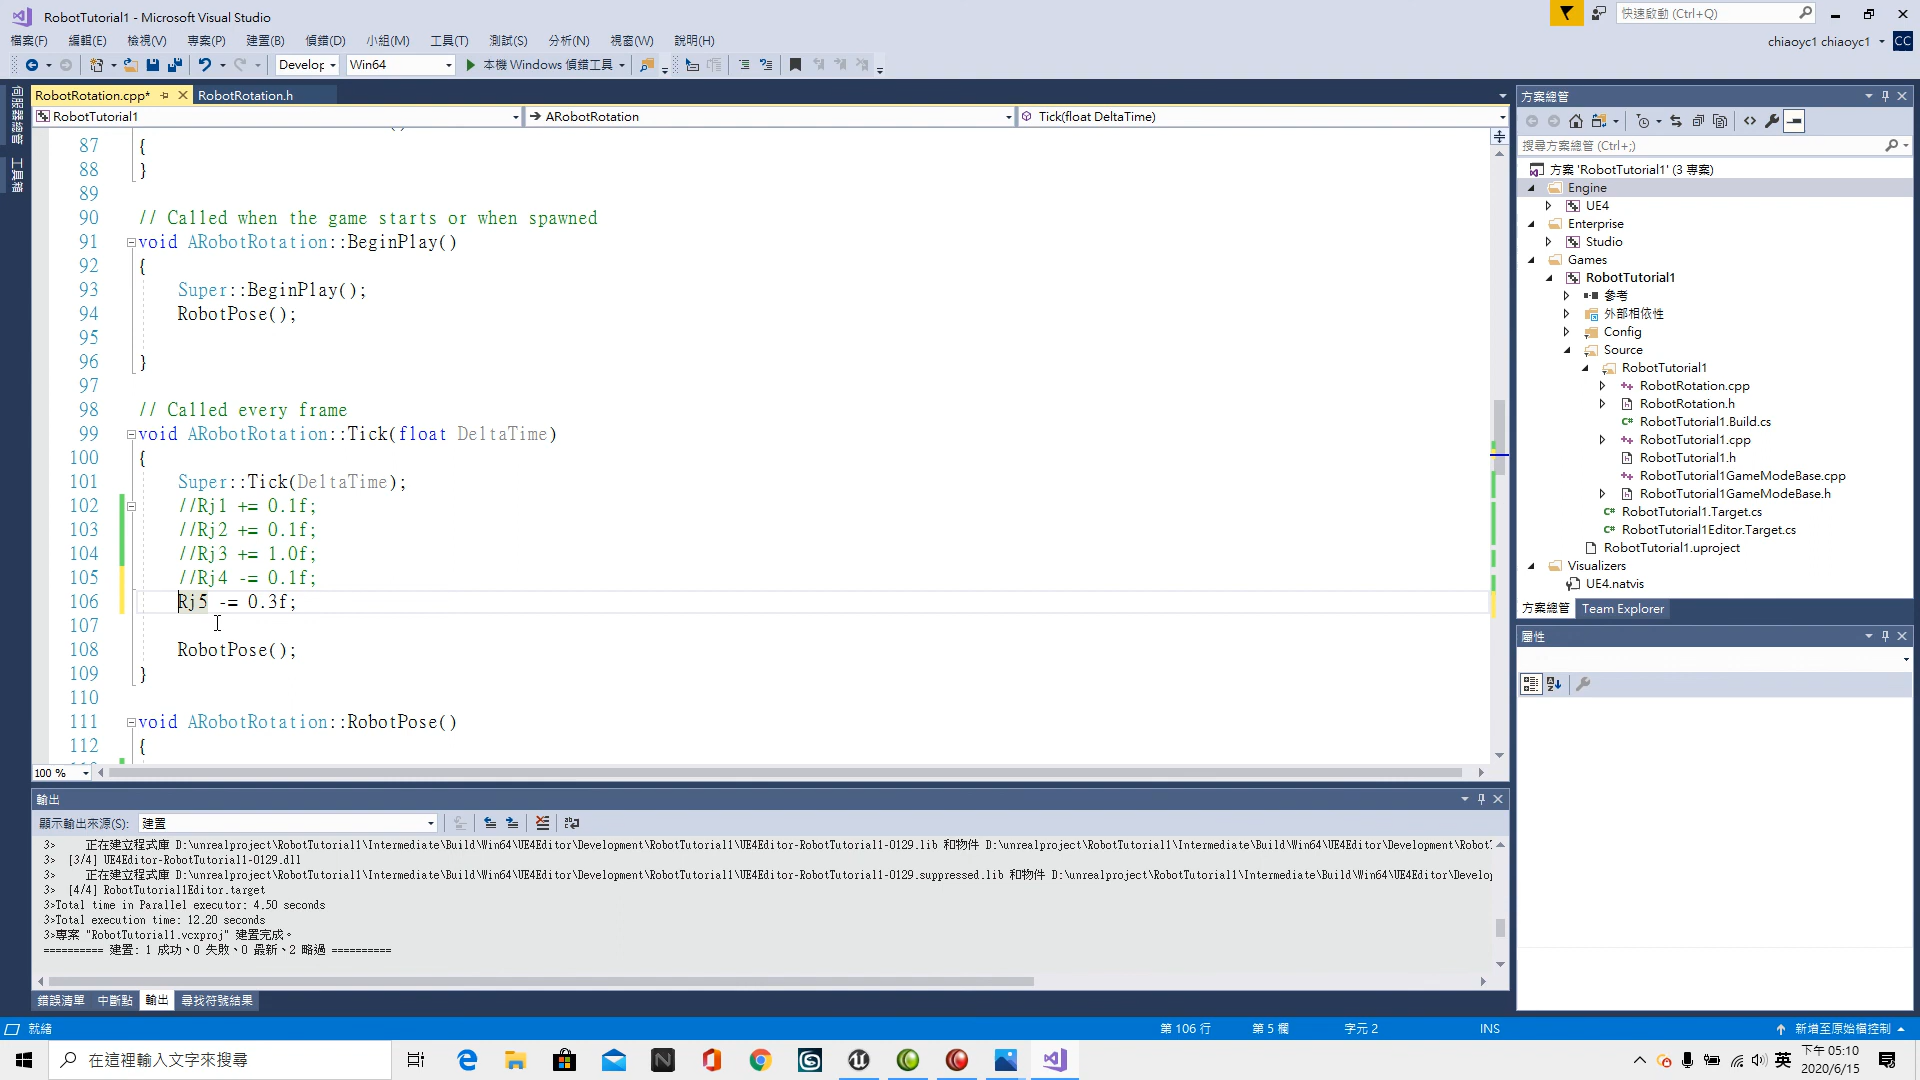 RobotTutorial1 - Microsoft Visual Studio
快速啟動 (Ctrl+Q)
檔案(F) 編輯(E) 檢視(V) 專案(P) 建置(B) 偵錯(D) 小組(M) 工具(T) 測試(S) 分析(N) 視窗(W) 說明(H)
chiaoyc1 chiaoyc1 CC
Develop Win64 本機 Windows 偵錯工具
伺服器總管 工具箱
RobotRotation.cpp* RobotRotation.h
RobotTutorial1 ARobotRotation Tick(float DeltaTime)
87 {
88 }
89
90 // Called when the game starts or when spawned
91 void ARobotRotation::BeginPlay()
92 {
93 Super::BeginPlay();
94 RobotPose();
95
96 }
97
98 // Called every frame
99 void ARobotRotation::Tick(float DeltaTime)
100 {
101 Super::Tick(DeltaTime);
102 //Rj1 += 0.1f;
103 //Rj2 += 0.1f;
104 //Rj3 += 1.0f;
105 //Rj4 -= 0.1f;
106 Rj5 -= 0.3f;
107
108 RobotPose();
109 }
110
111 void ARobotRotation::RobotPose()
112 {
100 %
輸出
顯示輸出來源(S): 建置
3> 正在建立程式庫 D:\unrealproject\RobotTutorial1\Intermediate\Build\Win64\UE4Editor\Development\RobotTutorial1\UE4Editor-RobotTutorial1-0129.lib 和物件 D:\unrealproject\RobotTutorial1\Intermediate\Build\Win64\UE4Editor\Development\Robot
3> [3/4] UE4Editor-RobotTutorial1-0129.dll
3> 正在建立程式庫 D:\unrealproject\RobotTutorial1\Intermediate\Build\Win64\UE4Editor\Development\RobotTutorial1\UE4Editor-RobotTutorial1-0129.suppressed.lib 和物件 D:\unrealproject\RobotTutorial1\Intermediate\Build\Win64\UE4Editor\Develop
3> [4/4] RobotTutorial1Editor.target
3>Total time in Parallel executor: 4.50 seconds
3>Total execution time: 12.20 seconds
3>專案 "RobotTutorial1.vcxproj" 建置完成。
========== 建置: 1 成功、0 失敗、0 最新、2 略過 ==========
錯誤清單 中斷點 輸出 尋找符號結果
方案總管
搜尋方案總管 (Ctrl+;)
方案 'RobotTutorial1' (3 專案)
Engine
UE4
Enterprise
Studio
Games
RobotTutorial1
參考
外部相依性
Config
Source
RobotTutorial1
RobotRotation.cpp
RobotRotation.h
RobotTutorial1.Build.cs
RobotTutorial1.cpp
RobotTutorial1.h
RobotTutorial1GameModeBase.cpp
RobotTutorial1GameModeBase.h
RobotTutorial1.Target.cs
RobotTutorial1Editor.Target.cs
RobotTutorial1.uproject
Visualizers
UE4.natvis
方案總管 Team Explorer
屬性
就緒 第 106 行 第 5 欄 字元 2 INS 新增至原始檔控制
在這裡輸入文字來搜尋
英
下午 05:10
2020/6/15